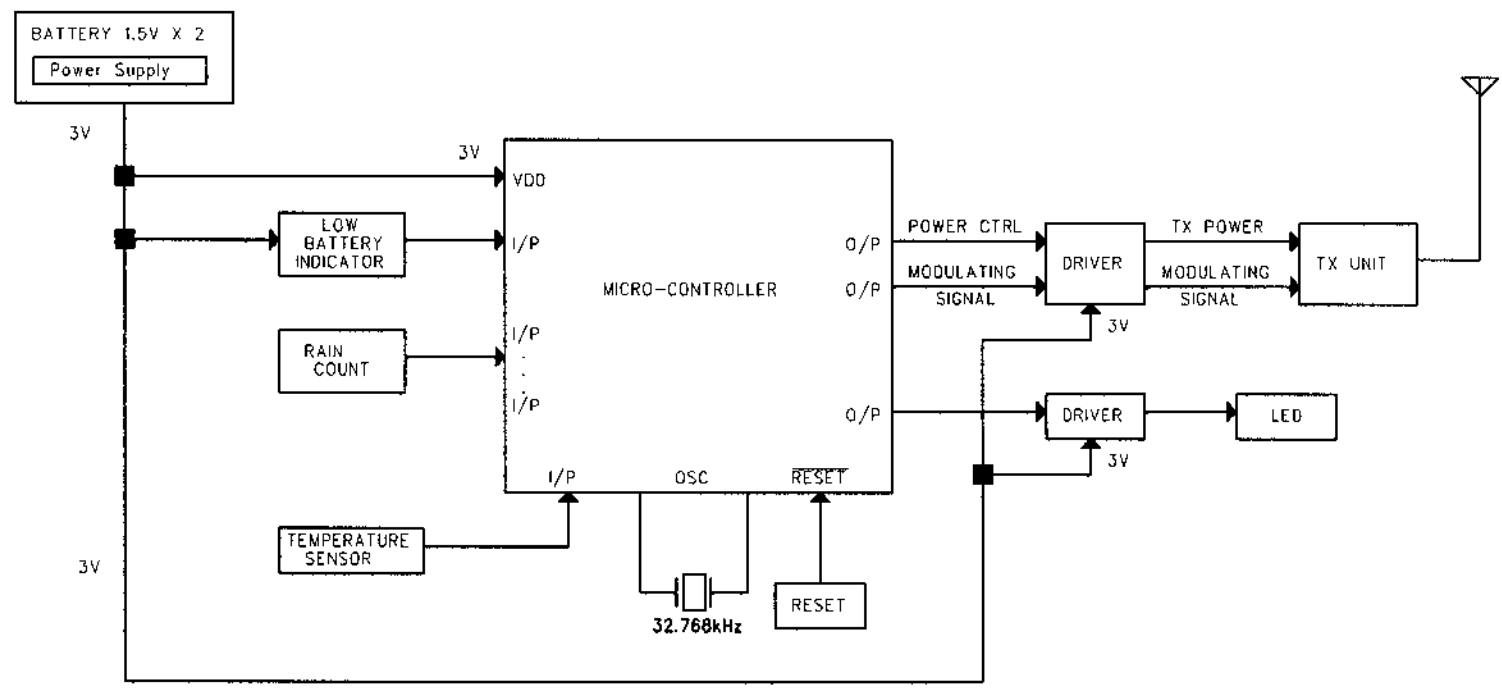 BATTERY 1.5V X 2
Power Supply
3V
3V
VDD
LOW
BATTERY
INDICATOR
I/P
RAIN
COUNT
I/P
I/P
TEMPERATURE
SENSOR
I/P
3V
MICRO-CONTROLLER
OSC
32.768kHz
RESET
RESET
O/P
POWER CTRL
O/P
MODULATING
SIGNAL
DRIVER
3V
TX POWER
MODULATING
SIGNAL
TX UNIT
O/P
DRIVER
3V
LED